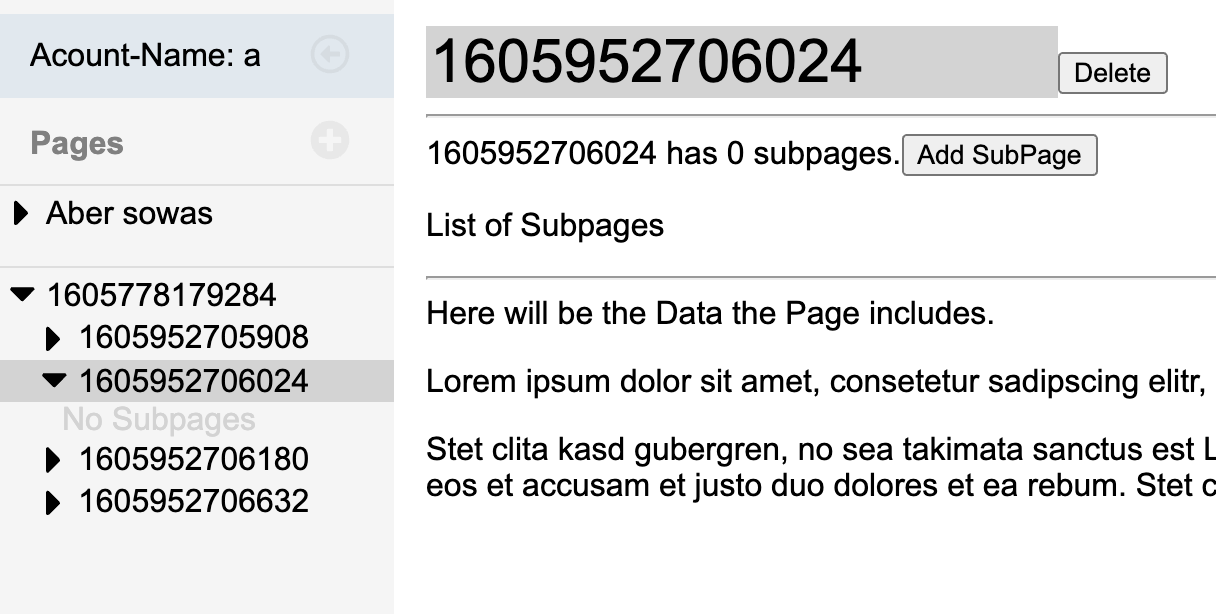 Acount-Name: a
Pages
Aber sowas
1605778179284
1605952705908
1605952706024
No Subpages
1605952706180
1605952706632
1605952706024
Delete
1605952706024 has 0 subpages.
Add SubPage
List of Subpages
Here will be the Data the Page includes.
Lorem ipsum dolor sit amet, consetetur sadipscing elitr,
Stet clita kasd gubergren, no sea takimata sanctus est L
eos et accusam et justo duo dolores et ea rebum. Stet c